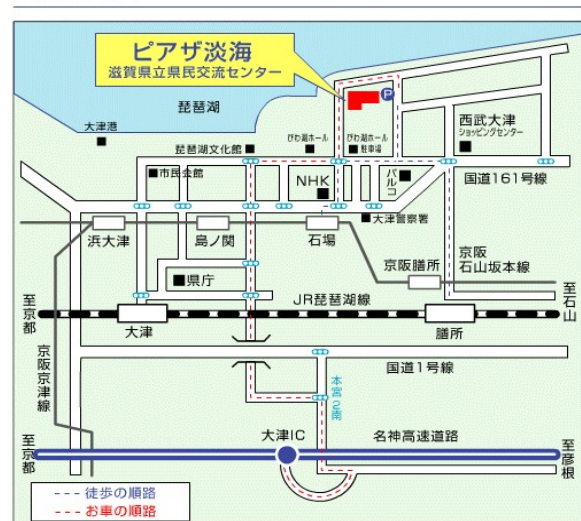 ピアザ淡海
滋賀県立県民交流センター
P
琵琶湖
大津港
琵琶湖文化館
びわ湖ホール
びわ湖ホール
駐車場
西武大津
ショッピングセンター
市民会館
NHK
パルコ
国道161号線
大津警察署
浜大津
島ノ関
石場
京阪膳所
京阪
石山坂本線
県庁
JR琵琶湖線
至京都
大津
膳所
至石山
京阪京津線
国道1号線
本宮2南
大津IC
名神高速道路
至京都
至彦根
徒歩の順路
お車の順路